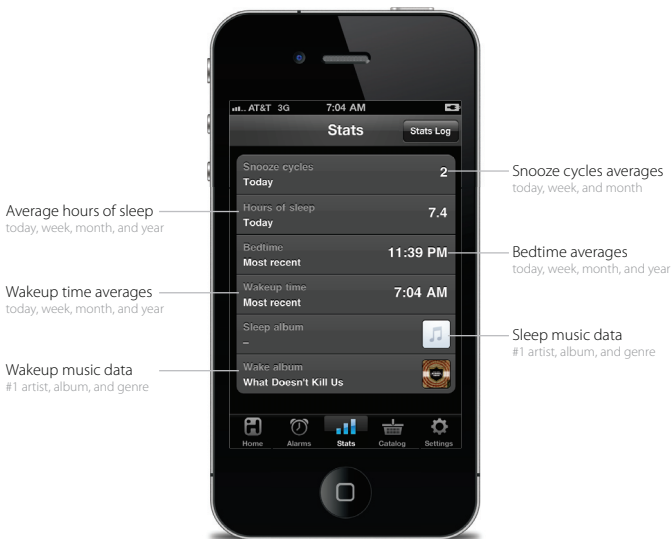 AT&T 3G 7:04 AM
Stats
Stats Log
Snooze cycles
Today
2
Hours of sleep
Today
7.4
Bedtime
Most recent
11:39 PM
Wakeup time
Most recent
7:04 AM
Sleep album
–
Wake album
What Doesn't Kill Us
Home Alarms Stats Catalog Settings
Average hours of sleep
today, week, month, and year
Wakeup time averages
today, week, month, and year
Wakeup music data
#1 artist, album, and genre
Snooze cycles averages
today, week, and month
Bedtime averages
today, week, month, and year
Sleep music data
#1 artist, album, and genre